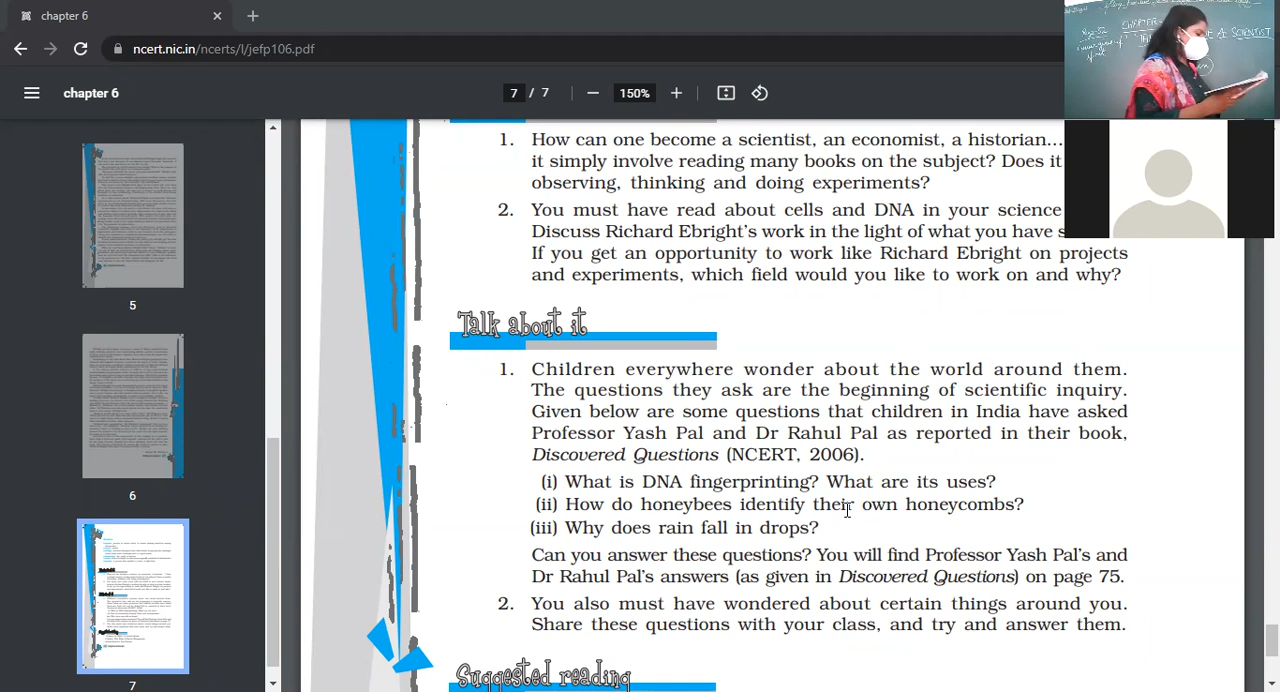 chapter 6
ncert.nic.in/ncerts/l/jefp106.pdf
chapter 6
7 / 7
150%
CHAPTER
A SCIENTIST
5
6
7
1. How can one become a scientist, an economist, a historian...
it simply involve reading many books on the subject? Does it
observing, thinking and doing experiments?
2. You must have read about cells and DNA in your science
Discuss Richard Ebright's work in the light of what you have s
If you get an opportunity to work like Richard Ebright on projects
and experiments, which field would you like to work on and why?
Talk about it
1. Children everywhere wonder about the world around them.
The questions they ask are the beginning of scientific inquiry.
Given below are some questions that children in India have asked
Professor Yash Pal and Dr Rahul Pal as reported in their book,
Discovered Questions (NCERT, 2006).
(i) What is DNA fingerprinting? What are its uses?
(ii) How do honeybees identify their own honeycombs?
(iii) Why does rain fall in drops?
Can you answer these questions? You will find Professor Yash Pal's and
Dr Rahul Pal's answers (as given in Discovered Questions) on page 75.
2. You also must have wondered about certain things around you.
Share these questions with your class, and try and answer them.
Suggested reading